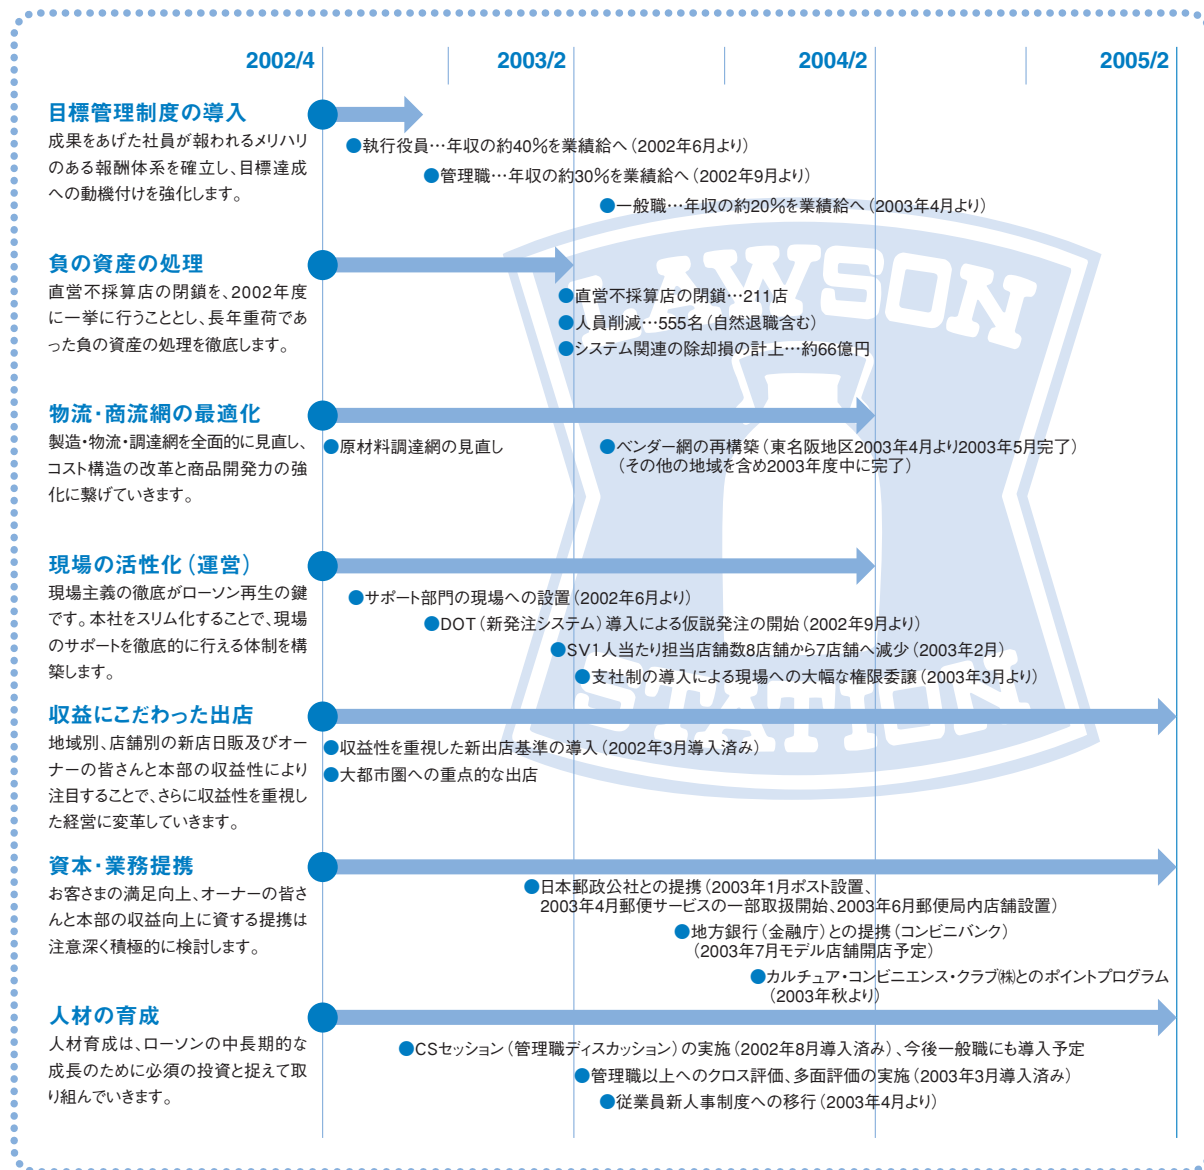 2002/4
2003/2
2004/2
2005/2
目標管理制度の導入
成果をあげた社員が報われるメリハリ
のある報酬体系を確立し、目標達成
への動機付けを強化します。
●執行役員…年収の約40%を業績給へ(2002年6月より)
●管理職…年収の約30%を業績給へ(2002年9月より)
●一般職…年収の約20%を業績給へ(2003年4月より)
負の資産の処理
直営不採算店の閉鎖を、2002年度
に一挙に行うこととし、長年重荷であ
った負の資産の処理を徹底します。
●直営不採算店の閉鎖…211店
●人員削減…555名(自然退職含む)
●システム関連の除却損の計上…約66億円
物流・商流網の最適化
製造・物流・調達網を全面的に見直し、
コスト構造の改革と商品開発力の強
化に繋げていきます。
●原材料調達網の見直し
●ベンダー網の再構築(東名阪地区2003年4月より2003年5月完了)
(その他の地域を含め2003年度中に完了)
現場の活性化(運営)
現場主義の徹底がローソン再生の鍵
です。本社をスリム化することで、現場
のサポートを徹底的に行える体制を構
築します。
●サポート部門の現場への設置(2002年6月より)
●DOT(新発注システム)導入による仮説発注の開始(2002年9月より)
●SV1人当たり担当店舗数8店舗から7店舗へ減少(2003年2月)
●支社制の導入による現場への大幅な権限委譲(2003年3月より)
収益にこだわった出店
地域別、店舗別の新店日販及びオー
ナーの皆さんと本部の収益性により
注目することで、さらに収益性を重視し
た経営に変革していきます。
●収益性を重視した新出店基準の導入(2002年3月導入済み)
●大都市圏への重点的な出店
資本・業務提携
お客さまの満足向上、オーナーの皆さ
んと本部の収益向上に資する提携は
注意深く積極的に検討します。
●日本郵政公社との提携(2003年1月ポスト設置、
2003年4月郵便サービスの一部取扱開始、2003年6月郵便局内店舗設置)
●地方銀行(金融庁)との提携(コンビニバンク)
(2003年7月モデル店舗開店予定)
●カルチュア・コンビニエンス・クラブ㈱とのポイントプログラム
(2003年秋より)
人材の育成
人材育成は、ローソンの中長期的な
成長のために必須の投資と捉えて取
り組んでいきます。
●CSセッション(管理職ディスカッション)の実施(2002年8月導入済み)、今後一般職にも導入予定
●管理職以上へのクロス評価、多面評価の実施(2003年3月導入済み)
●従業員新人事制度への移行(2003年4月より)
LAWSON
STATION